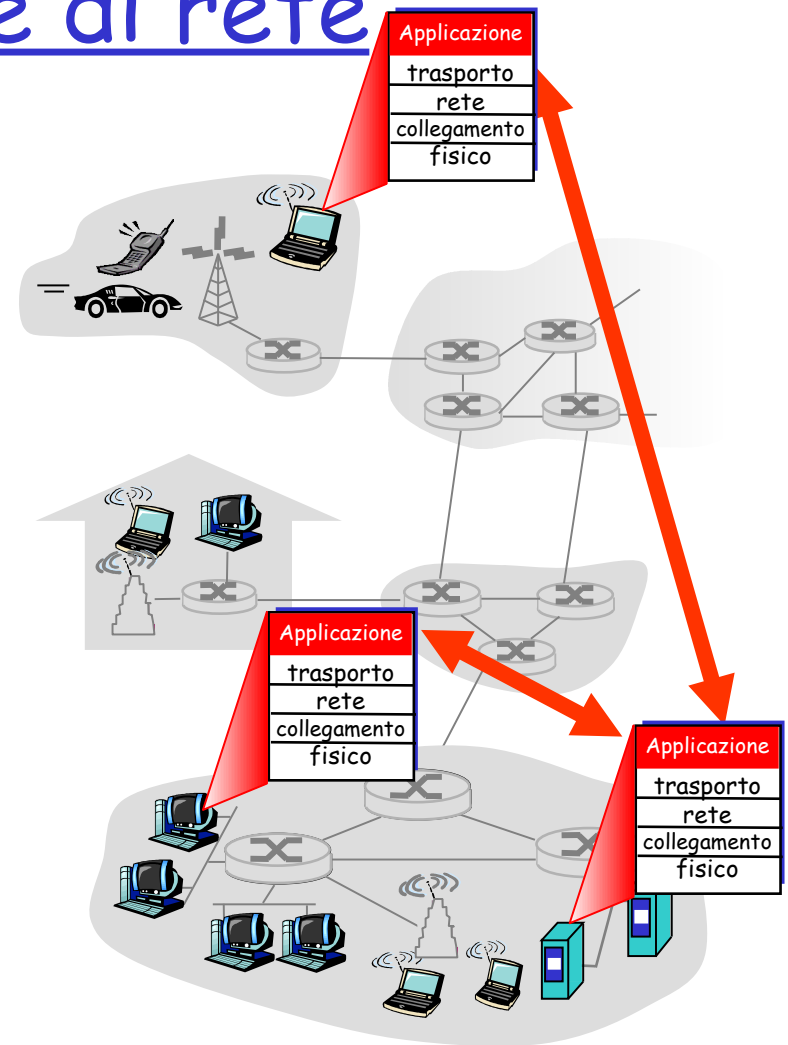 e di rete
Applicazione
trasporto
rete
collegamento
fisico
Applicazione
trasporto
rete
collegamento
fisico
Applicazione
trasporto
rete
collegamento
fisico